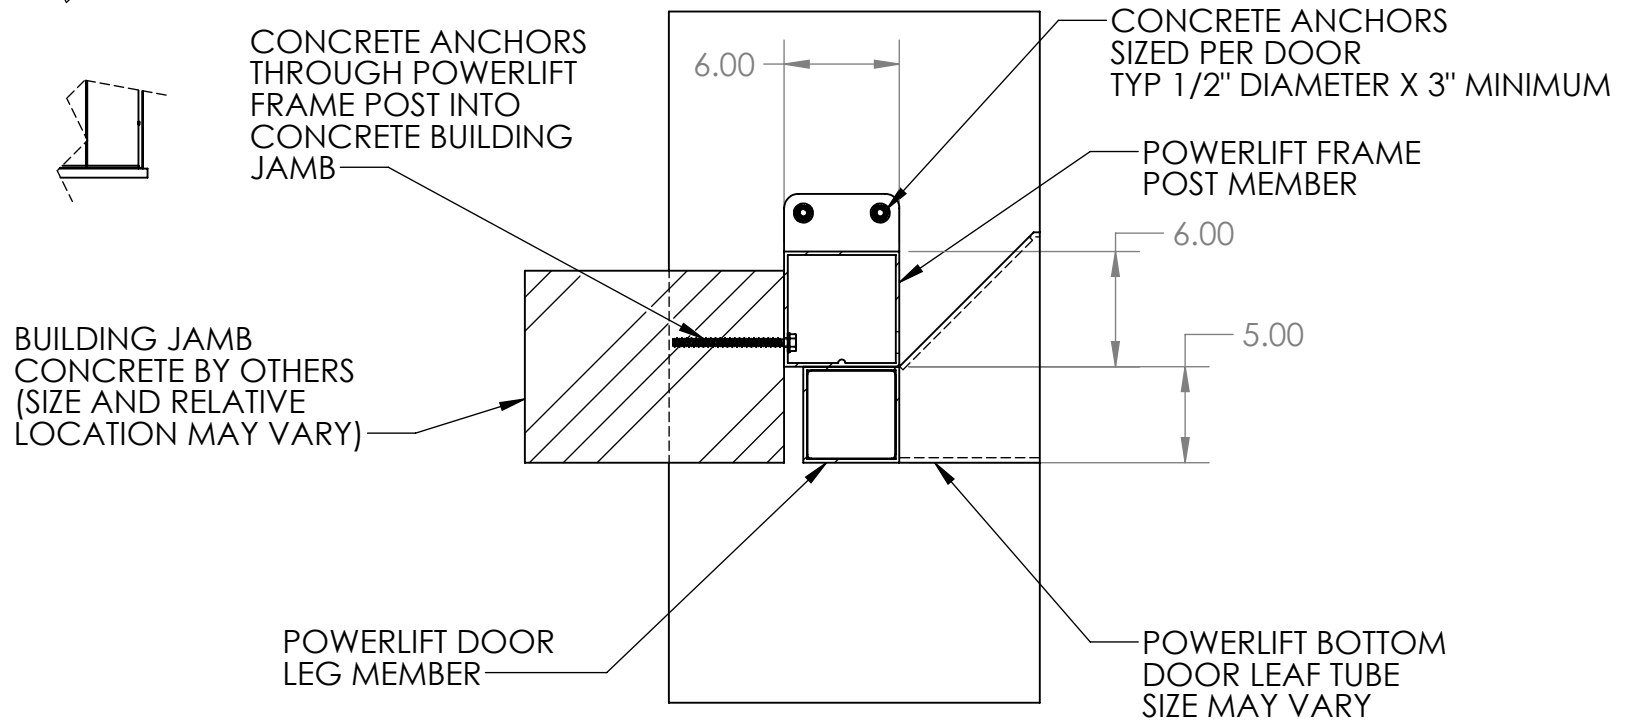 CONCRETE ANCHORS
THROUGH POWERLIFT
FRAME POST INTO
CONCRETE BUILDING
JAMB
6.00
CONCRETE ANCHORS
SIZED PER DOOR
TYP 1/2" DIAMETER X 3" MINIMUM
POWERLIFT FRAME
POST MEMBER
6.00
5.00
BUILDING JAMB
CONCRETE BY OTHERS
(SIZE AND RELATIVE
LOCATION MAY VARY)
POWERLIFT DOOR
LEG MEMBER
POWERLIFT BOTTOM
DOOR LEAF TUBE
SIZE MAY VARY